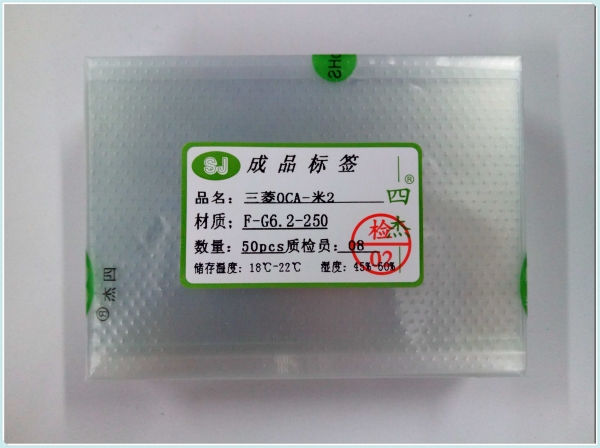 SHO
SJ 成品标签
品名：三菱OCA-米2
材质：F-G6.2-250
数量：50pcs质检员：08
储存温度：18℃-22℃ 湿度：45%-60%
®四杰
检
02
®杰四